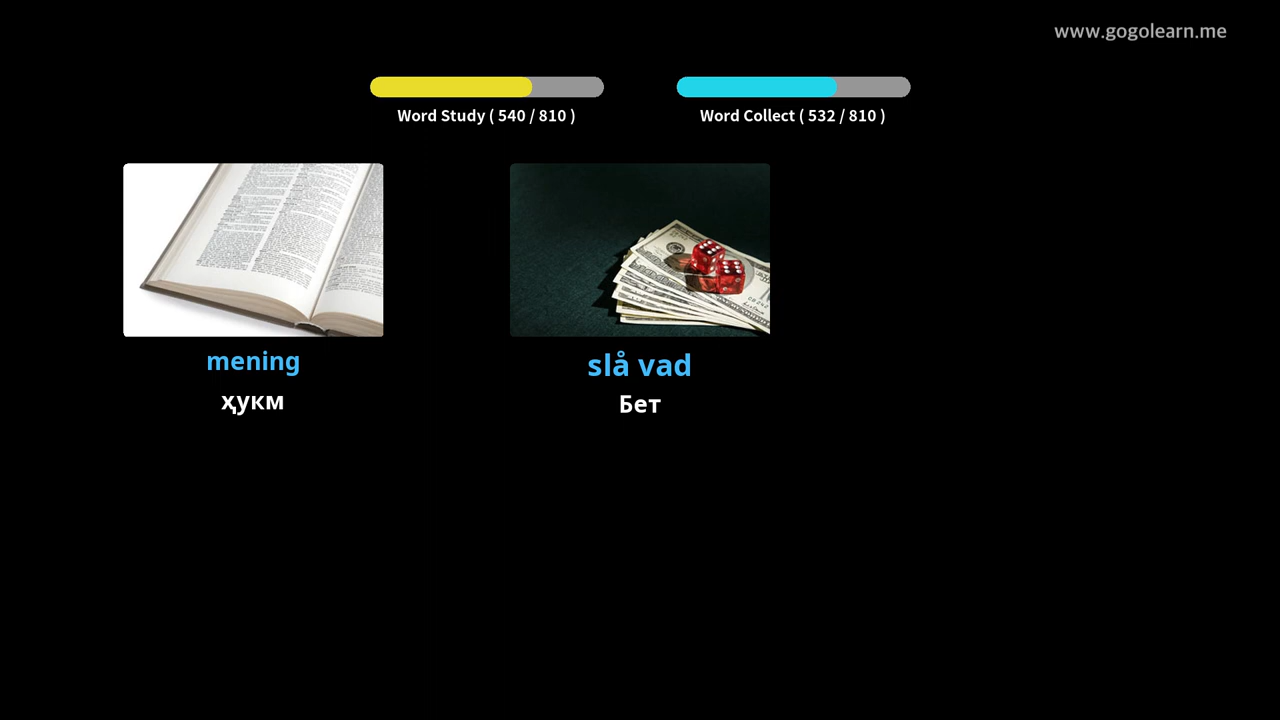 www.gogolearn.me
Word Study ( 540 / 810 )
Word Collect ( 532 / 810 )
mening
ҳукм
slå vad
Бет